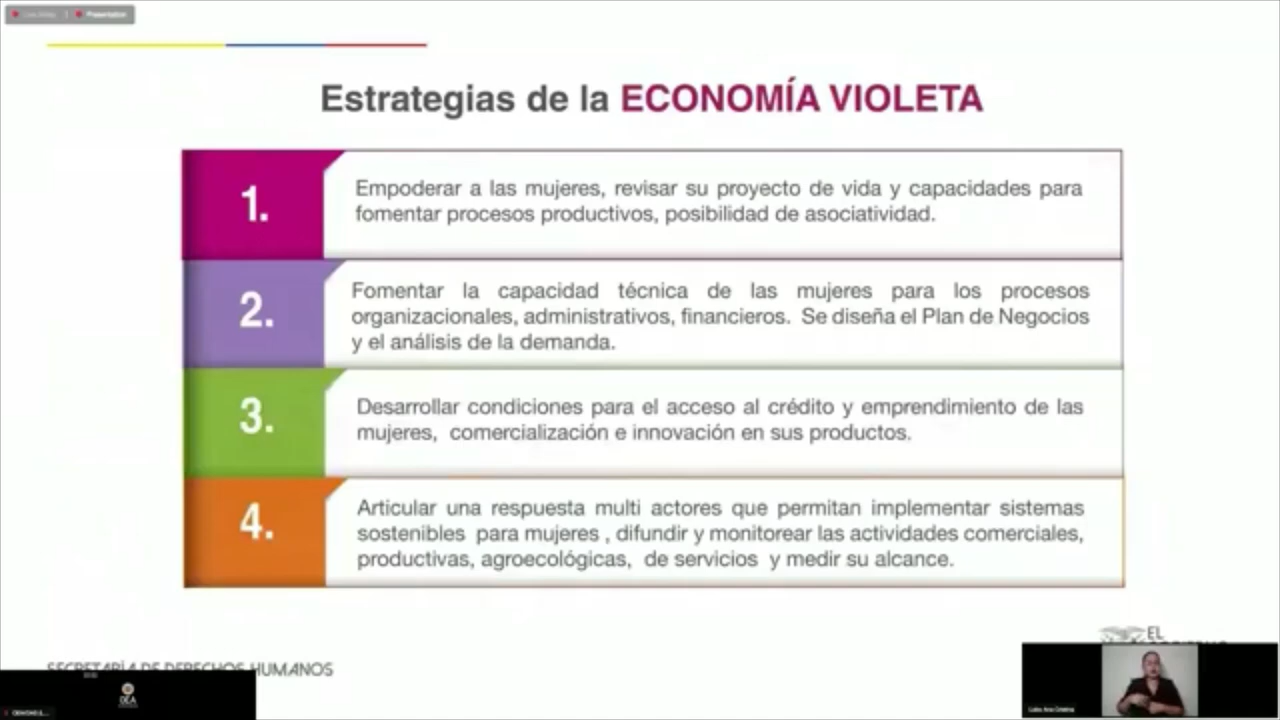 Estrategias de la ECONOMÍA VIOLETA
1.
Empoderar a las mujeres, revisar su proyecto de vida y capacidades para
fomentar procesos productivos, posibilidad de asociatividad.
2.
Fomentar la capacidad técnica de las mujeres para los procesos
organizacionales, administrativos, financieros. Se diseña el Plan de Negocios
y el análisis de la demanda.
3.
Desarrollar condiciones para el acceso al crédito y emprendimiento de las
mujeres, comercialización e innovación en sus productos.
4.
Articular una respuesta multi actores que permitan implementar sistemas
sostenibles para mujeres , difundir y monitorear las actividades comerciales,
productivas, agroecológicas, de servicios y medir su alcance.
SECRETARÍA DE DERECHOS HUMANOS
EL
OEA